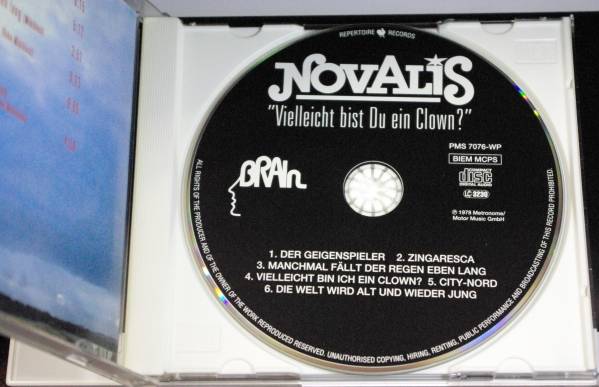 REPERTOIRE RECORDS
NOVALIS
"Vielleicht bist Du ein Clown?"
PMS 7076-WP
BIEM MCPS
BRAIN
COMPACT
disc
DIGITAL AUDIO
LC 9230
℗ 1978 Metronome/
Motor Music GmbH
1. DER GEIGENSPIELER 2. ZINGARESCA
3. MANCHMAL FÄLLT DER REGEN EBEN LANG
4. VIELLEICHT BIN ICH EIN CLOWN? 5. CITY-NORD
6. DIE WELT WIRD ALT UND WIEDER JUNG
ALL RIGHTS OF THE PRODUCER AND OF THE OWNER OF THE WORK REPRODUCED RESERVED. UNAUTHORISED COPYING, HIRING, RENTING, PUBLIC PERFORMANCE AND BROADCASTING OF THIS RECORD PROHIBITED.